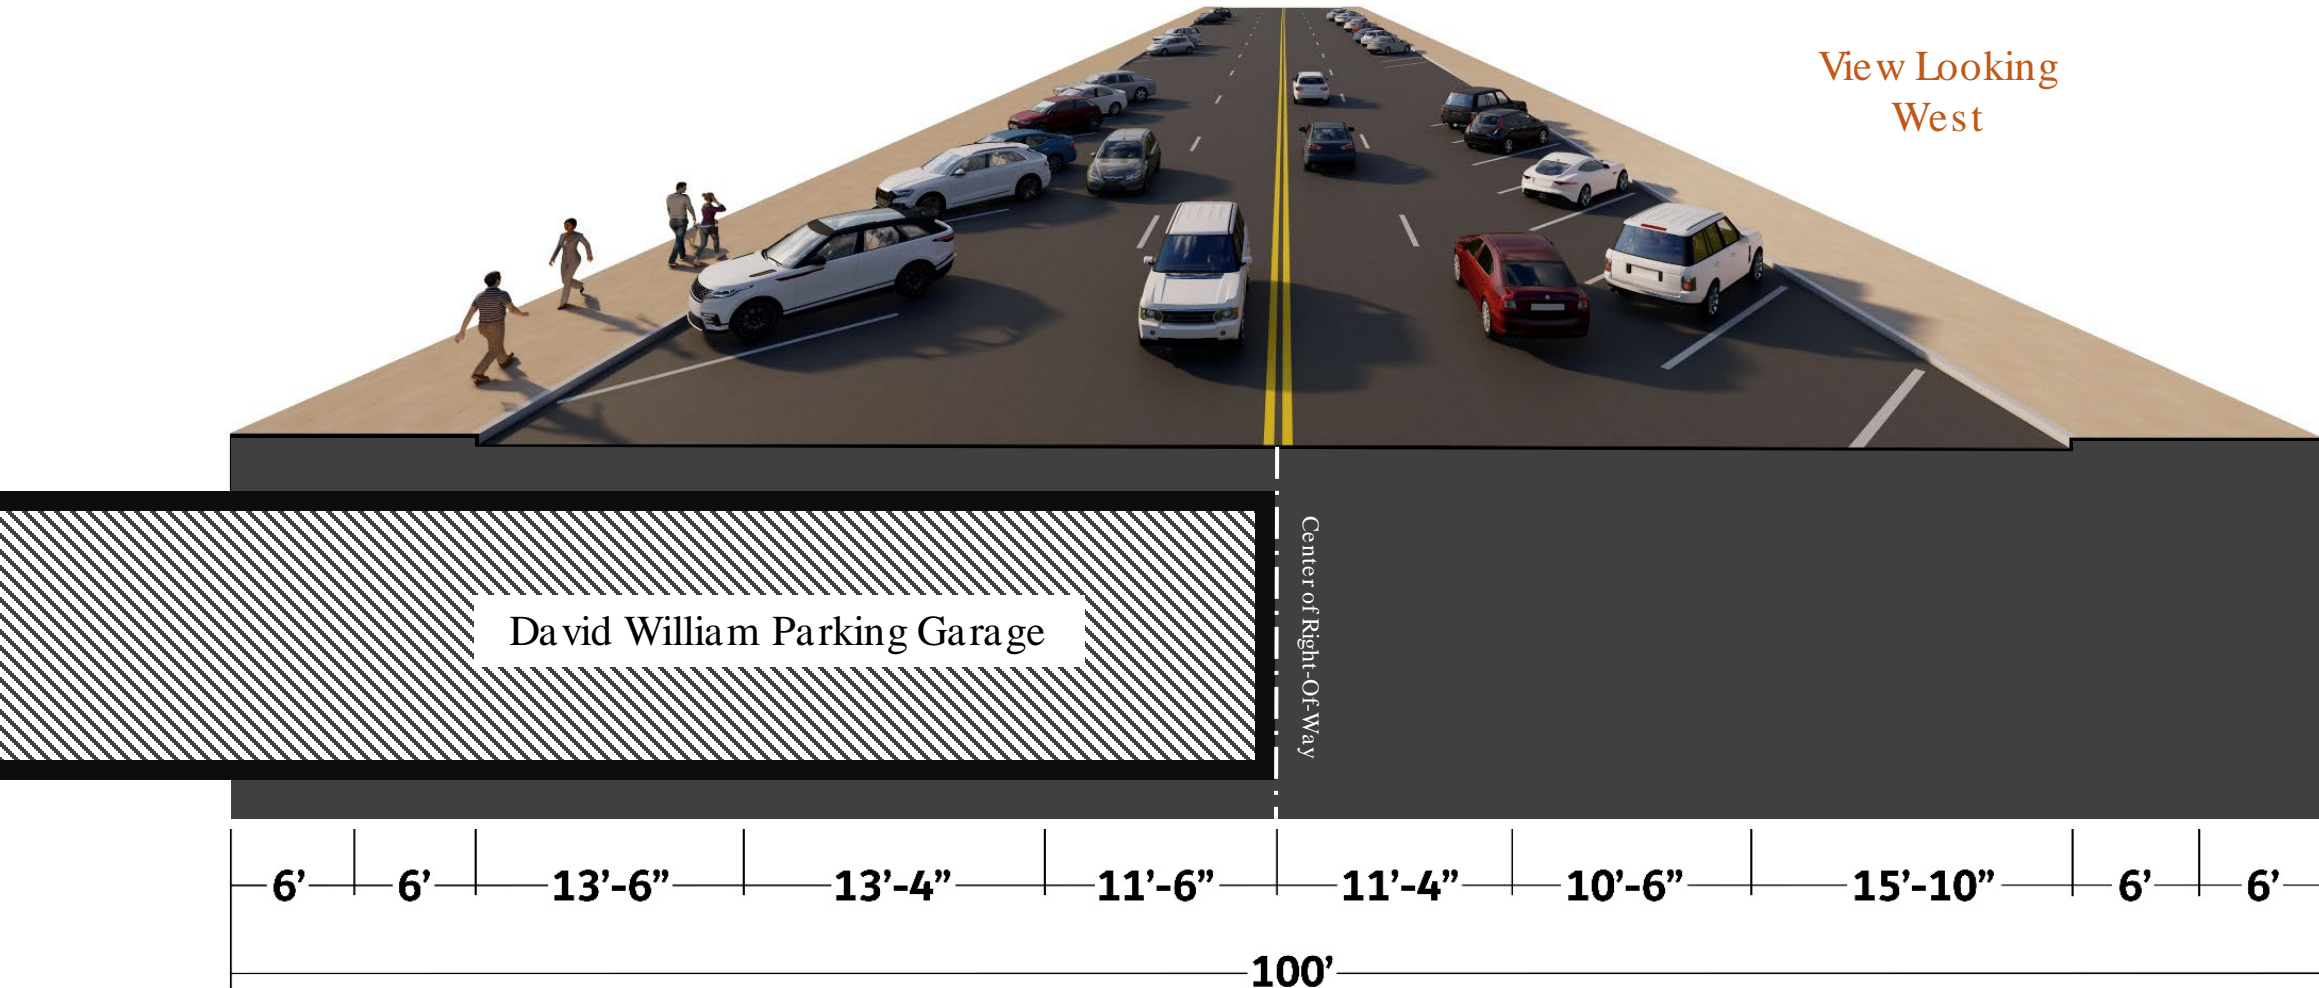 View Looking
West
David William Parking Garage
Center of Right-Of-Way
6’ 6’ 13’-6” 13’-4” 11’-6” 11’-4” 10’-6” 15’-10” 6’ 6’
100’